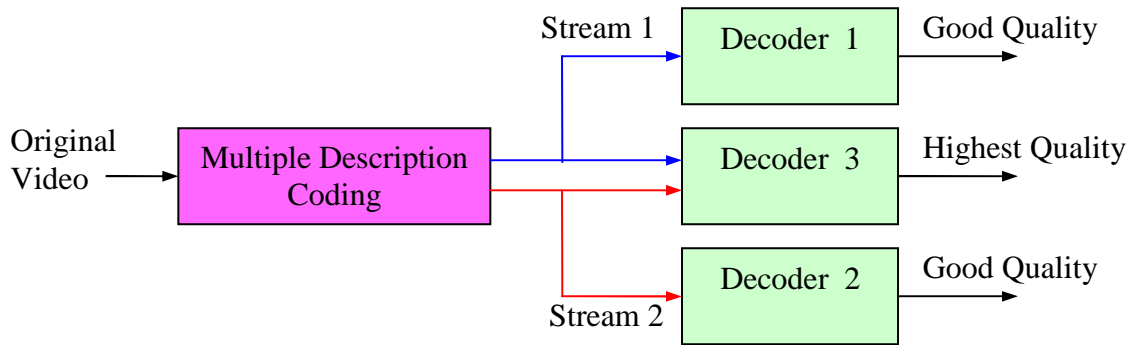 Stream 1
Decoder 1
Good Quality
Original
Video
Multiple Description
Coding
Decoder 3
Highest Quality
Decoder 2
Good Quality
Stream 2